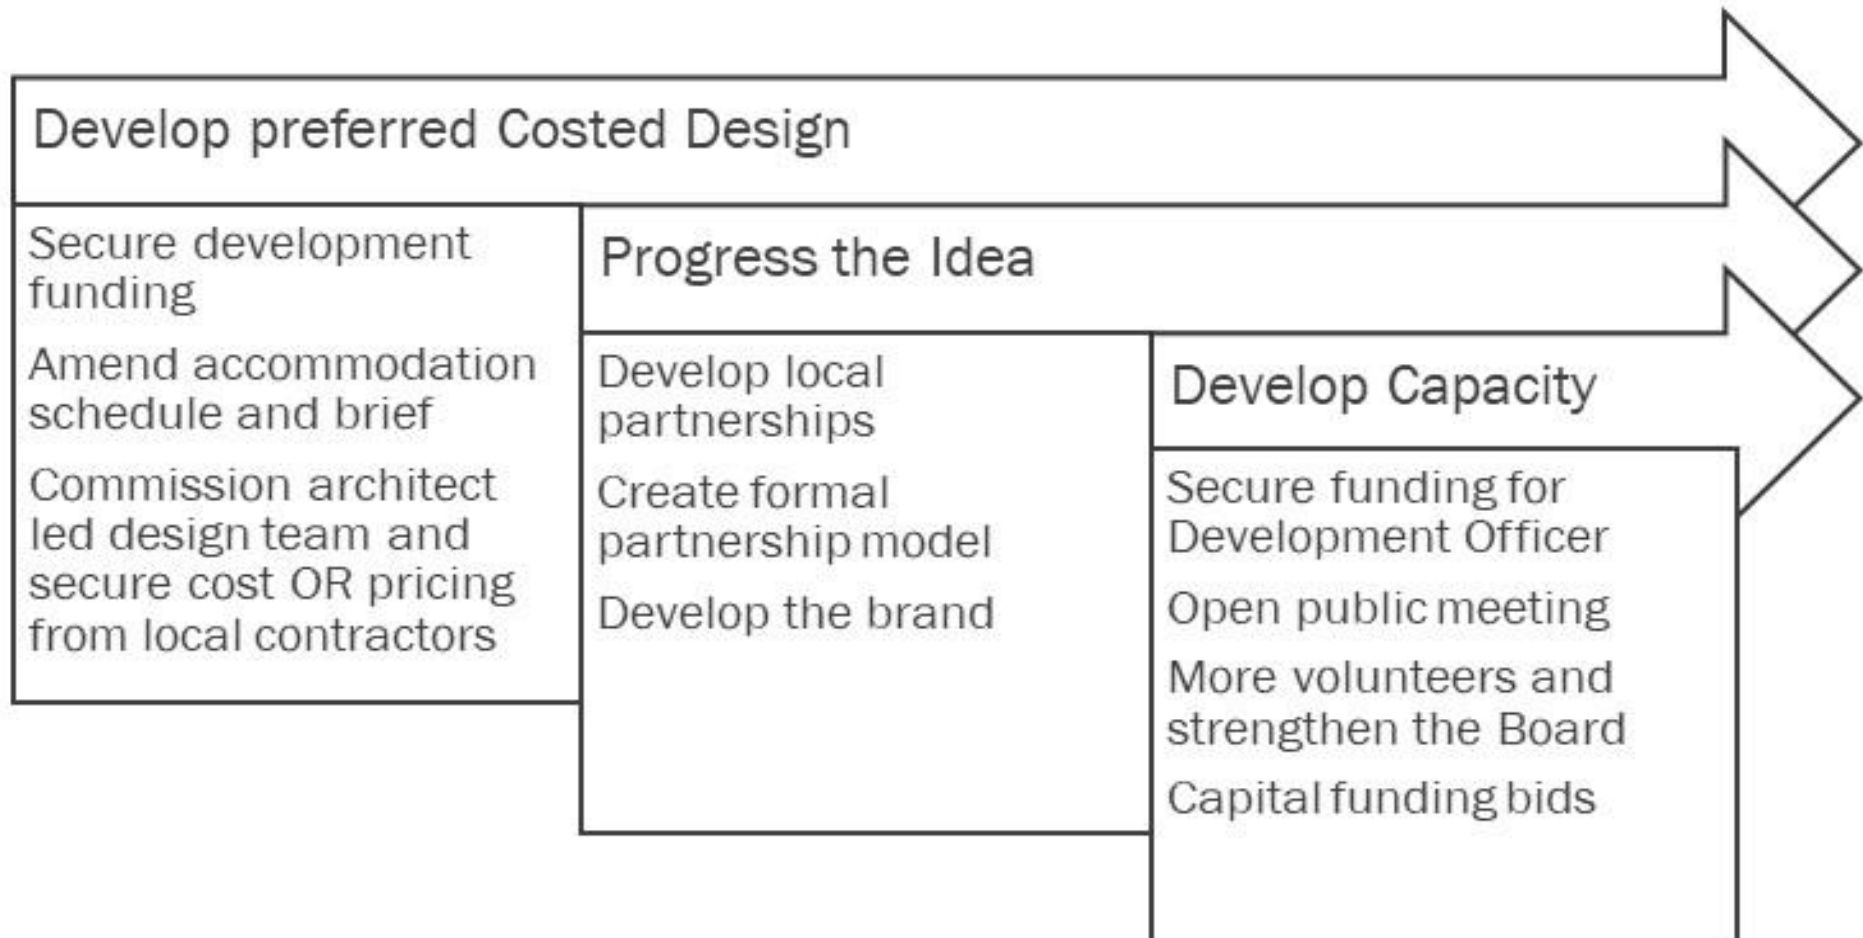 Develop preferred Costed Design
Secure development
funding
Amend accommodation
schedule and brief
Commission architect
led design team and
secure cost OR pricing
from local contractors
Progress the Idea
Develop local
partnerships
Create formal
partnership model
Develop the brand
Develop Capacity
Secure funding for
Development Officer
Open public meeting
More volunteers and
strengthen the Board
Capital funding bids